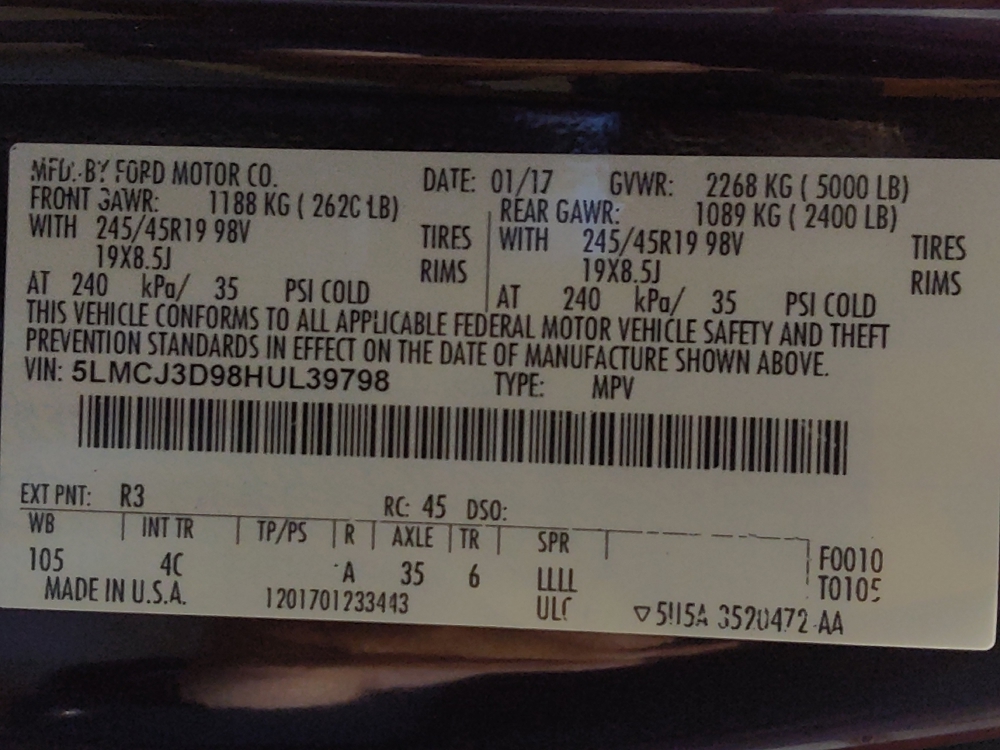 MFD. BY FORD MOTOR CO. DATE: 01/17 GVWR: 2268 KG ( 5000 LB)
FRONT GAWR: 1188 KG ( 2620 LB) REAR GAWR: 1089 KG ( 2400 LB)
WITH 245/45R19 98V TIRES WITH 245/45R19 98V TIRES
19X8.5J RIMS 19X8.5J RIMS
AT 240 kPa/ 35 PSI COLD AT 240 kPa/ 35 PSI COLD
THIS VEHICLE CONFORMS TO ALL APPLICABLE FEDERAL MOTOR VEHICLE SAFETY AND THEFT
PREVENTION STANDARDS IN EFFECT ON THE DATE OF MANUFACTURE SHOWN ABOVE.
VIN: 5LMCJ3D98HUL39798 TYPE: MPV
EXT PNT: R3 RC: 45 DSO:
WB INT TR TP/PS R AXLE TR SPR
105 4C A 35 6 LLLL F0010
T0105
MADE IN U.S.A. 1201701233443 ULC